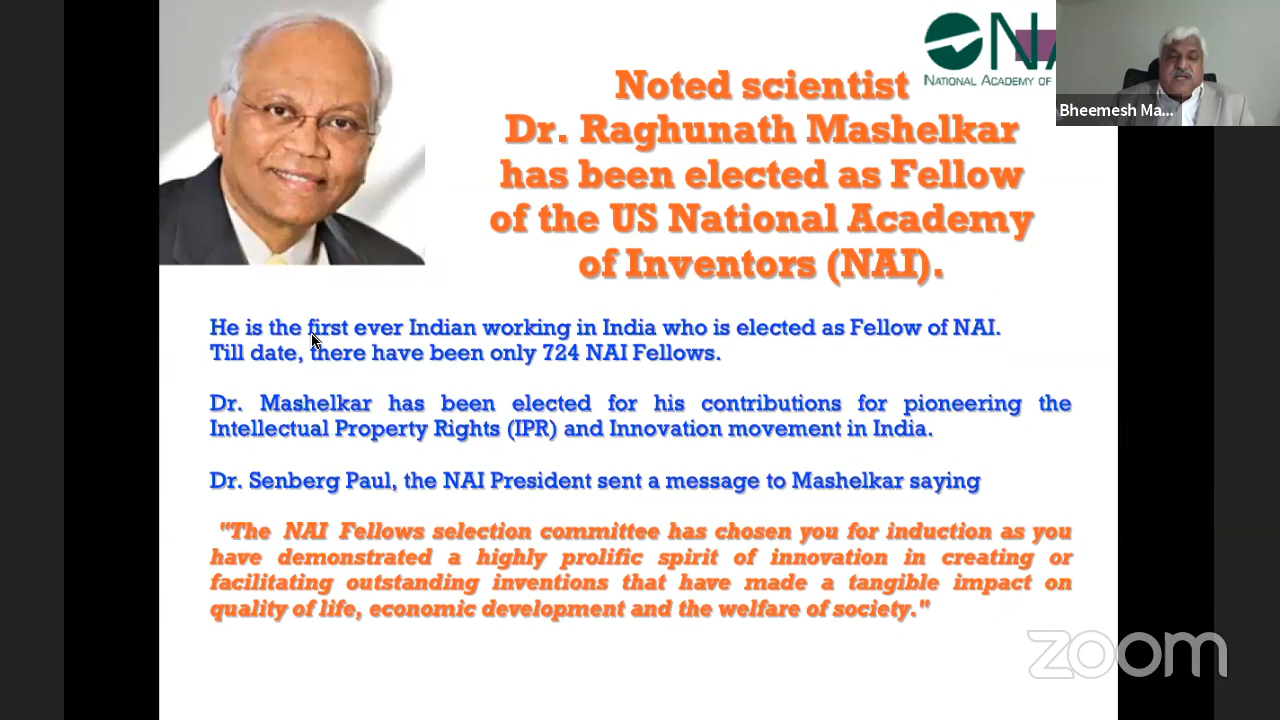 NA
NATIONAL ACADEMY OF
Bheemesh Ma...
Noted scientist
Dr. Raghunath Mashelkar
has been elected as Fellow
of the US National Academy
of Inventors (NAI).
He is the first ever Indian working in India who is elected as Fellow of NAI.
Till date, there have been only 724 NAI Fellows.
Dr. Mashelkar has been elected for his contributions for pioneering the
Intellectual Property Rights (IPR) and Innovation movement in India.
Dr. Senberg Paul, the NAI President sent a message to Mashelkar saying
"The NAI Fellows selection committee has chosen you for induction as you
have demonstrated a highly prolific spirit of innovation in creating or
facilitating outstanding inventions that have made a tangible impact on
quality of life, economic development and the welfare of society."
zoom